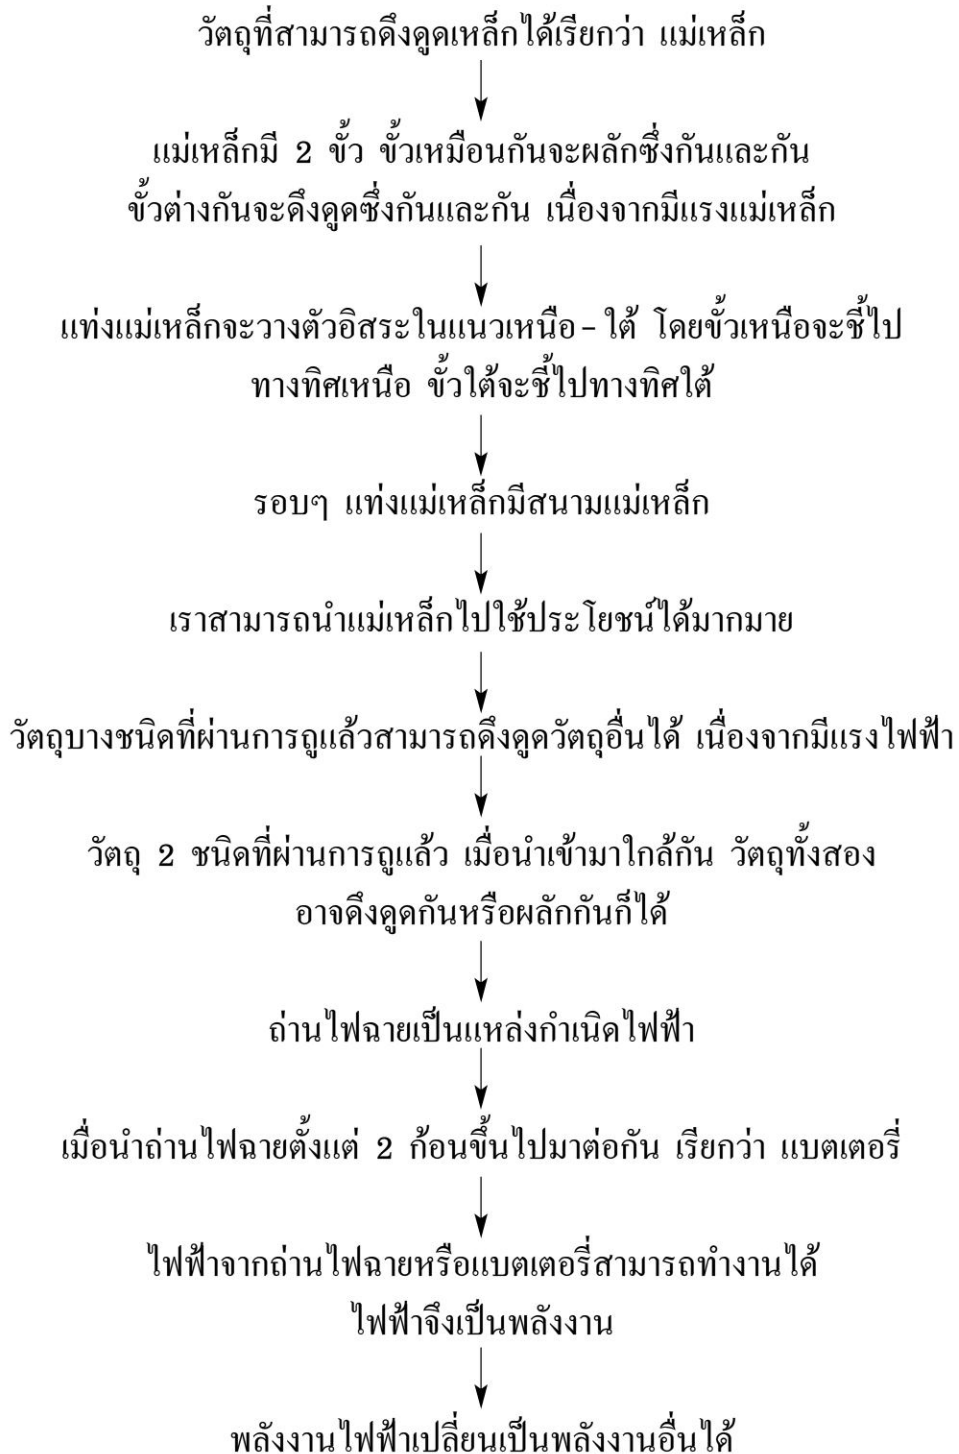 วัตถุที่สามารถดึงดูดเหล็กได้เรียกว่า แม่เหล็ก
แม่เหล็กมี 2 ขั้ว ขั้วเหมือนกันจะผลักซึ่งกันและกัน
ขั้วต่างกันจะดึงดูดซึ่งกันและกัน เนื่องจากมีแรงแม่เหล็ก
แท่งแม่เหล็กจะวางตัวอิสระในแนวเหนือ - ใต้ โดยขั้วเหนือจะชี้ไป
ทางทิศเหนือ ขั้วใต้จะชี้ไปทางทิศใต้
รอบๆ แท่งแม่เหล็กมีสนามแม่เหล็ก
เราสามารถนำแม่เหล็กไปใช้ประโยชน์ได้มากมาย
วัตถุบางชนิดที่ผ่านการถูแล้วสามารถดึงดูดวัตถุอื่นได้ เนื่องจากมีแรงไฟฟ้า
วัตถุ 2 ชนิดที่ผ่านการถูแล้ว เมื่อนำเข้ามาใกล้กัน วัตถุทั้งสอง
อาจดึงดูดกันหรือผลักกันก็ได้
ถ่านไฟฉายเป็นแหล่งกำเนิดไฟฟ้า
เมื่อนำถ่านไฟฉายตั้งแต่ 2 ก้อนขึ้นไปมาต่อกัน เรียกว่า แบตเตอรี่
ไฟฟ้าจากถ่านไฟฉายหรือแบตเตอรี่สามารถทำงานได้
ไฟฟ้าจึงเป็นพลังงาน
พลังงานไฟฟ้าเปลี่ยนเป็นพลังงานอื่นได้